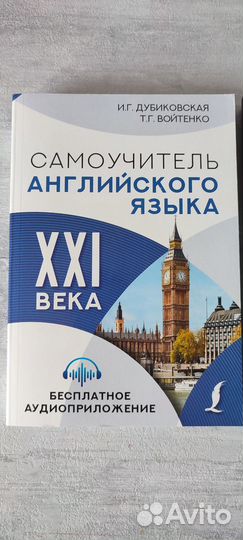 И.Г. ДУБИКОВСКАЯ
Т.Г. ВОЙТЕНКО
САМОУЧИТЕЛЬ
АНГЛИЙСКОГО
ЯЗЫКА
XXI
ВЕКА
БЕСПЛАТНОЕ
АУДИОПРИЛОЖЕНИЕ
Avito